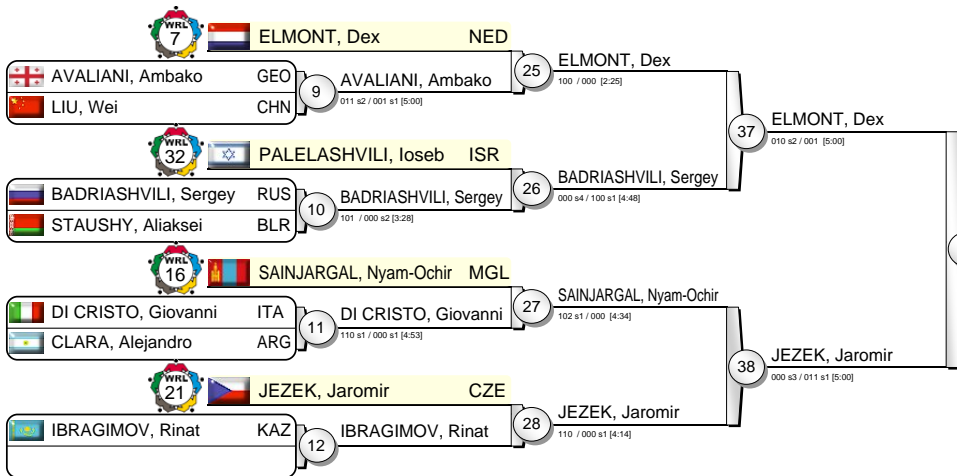 WRL
7
ELMONT, Dex NED
AVALIANI, Ambako GEO
LIU, Wei CHN
9
AVALIANI, Ambako
011 s2 / 001 s1 [5:00]
25
ELMONT, Dex
100 / 000 [2:25]
WRL
32
PALELASHVILI, Ioseb ISR
BADRIASHVILI, Sergey RUS
STAUSHY, Aliaksei BLR
10
BADRIASHVILI, Sergey
101 / 000 s2 [3:28]
26
BADRIASHVILI, Sergey
000 s4 / 100 s1 [4:48]
37
ELMONT, Dex
010 s2 / 001 [5:00]
WRL
16
SAINJARGAL, Nyam-Ochir MGL
DI CRISTO, Giovanni ITA
CLARA, Alejandro ARG
11
DI CRISTO, Giovanni
110 s1 / 000 s1 [4:53]
27
SAINJARGAL, Nyam-Ochir
102 s1 / 000 [4:34]
WRL
21
JEZEK, Jaromir CZE
IBRAGIMOV, Rinat KAZ
12
IBRAGIMOV, Rinat
28
JEZEK, Jaromir
110 / 000 s1 [4:14]
38
JEZEK, Jaromir
000 s3 / 011 s1 [5:00]